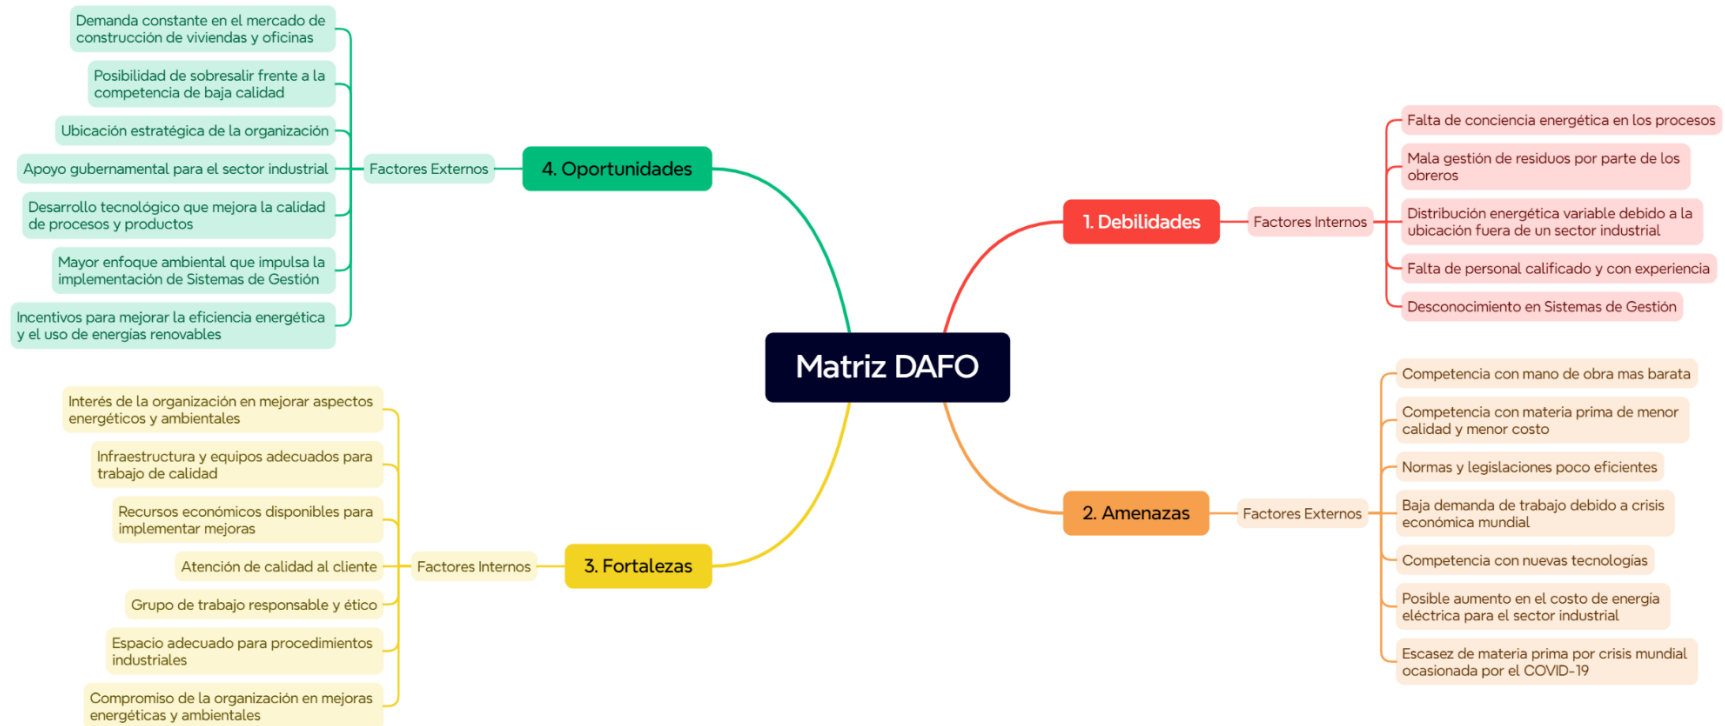 Matriz DAFO
1. Debilidades
Factores Internos
Falta de conciencia energética en los procesos
Mala gestión de residuos por parte de los
obreros
Distribución energética variable debido a la
ubicación fuera de un sector industrial
Falta de personal calificado y con experiencia
Desconocimiento en Sistemas de Gestión
2. Amenazas
Factores Externos
Competencia con mano de obra mas barata
Competencia con materia prima de menor
calidad y menor costo
Normas y legislaciones poco eficientes
Baja demanda de trabajo debido a crisis
económica mundial
Competencia con nuevas tecnologías
Posible aumento en el costo de energía
eléctrica para el sector industrial
Escasez de materia prima por crisis mundial
ocasionada por el COVID-19
3. Fortalezas
Factores Internos
Interés de la organización en mejorar aspectos
energéticos y ambientales
Infraestructura y equipos adecuados para
trabajo de calidad
Recursos económicos disponibles para
implementar mejoras
Atención de calidad al cliente
Grupo de trabajo responsable y ético
Espacio adecuado para procedimientos
industriales
Compromiso de la organización en mejoras
energéticas y ambientales
4. Oportunidades
Factores Externos
Demanda constante en el mercado de
construcción de viviendas y oficinas
Posibilidad de sobresalir frente a la
competencia de baja calidad
Ubicación estratégica de la organización
Apoyo gubernamental para el sector industrial
Desarrollo tecnológico que mejora la calidad
de procesos y productos
Mayor enfoque ambiental que impulsa la
implementación de Sistemas de Gestión
Incentivos para mejorar la eficiencia energética
y el uso de energías renovables